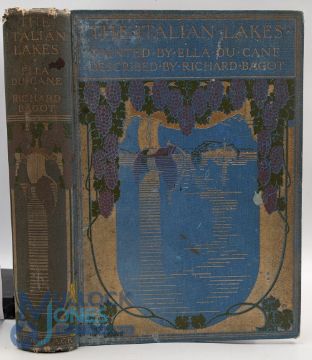 THE
ITALIAN
LAKES
ELLA
DU CANE
RICHARD
BAGOT
THE·ITALIAN·LAKES·
PAINTED·BY·ELLA·DU·CANE
DESCRIBED·BY·RICHARD·BAGOT
JONES